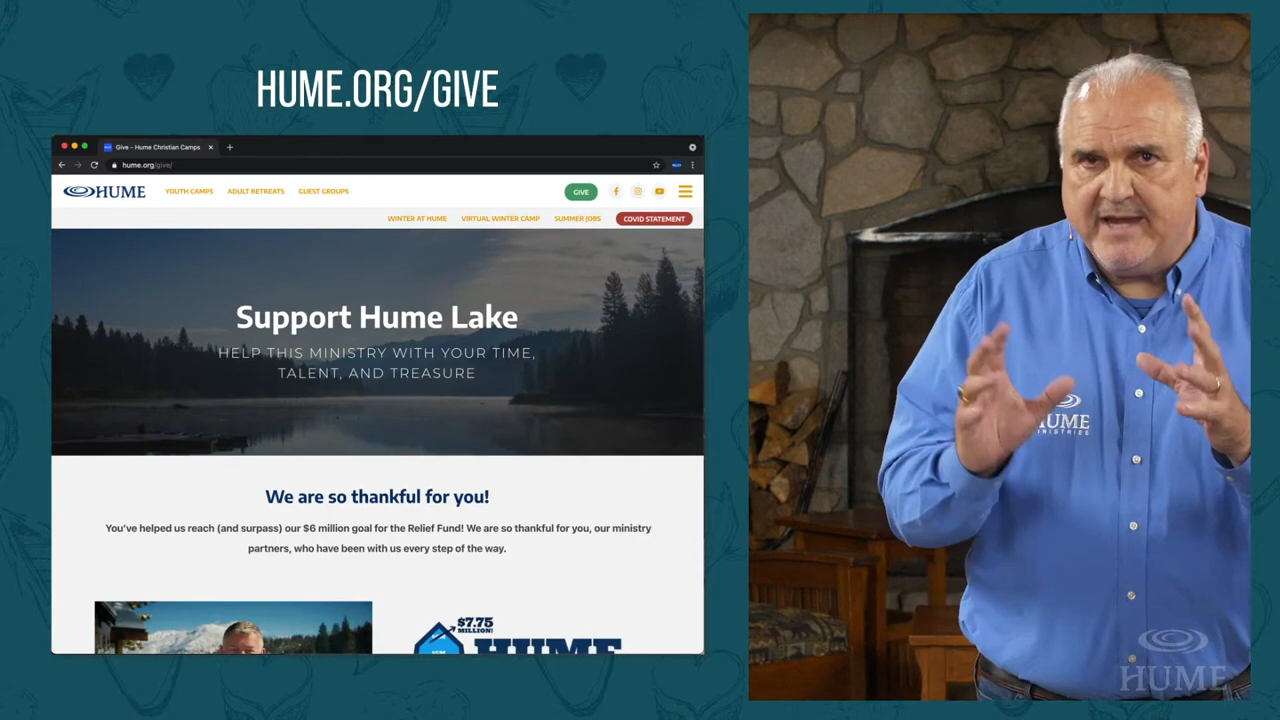 HUME.ORG/GIVE
Give - Hume Christian Camps
hume.org/give/
HUME
YOUTH CAMPS
ADULT RETREATS
GUEST GROUPS
GIVE
WINTER AT HUME
VIRTUAL WINTER CAMP
SUMMER JOBS
COVID STATEMENT
Support Hume Lake
HELP THIS MINISTRY WITH YOUR TIME,
TALENT, AND TREASURE
We are so thankful for you!
You've helped us reach (and surpass) our $6 million goal for the Relief Fund! We are so thankful for you, our ministry
partners, who have been with us every step of the way.
$7.75
MILLION!
HUME
HUME
MINISTRIES
HUME